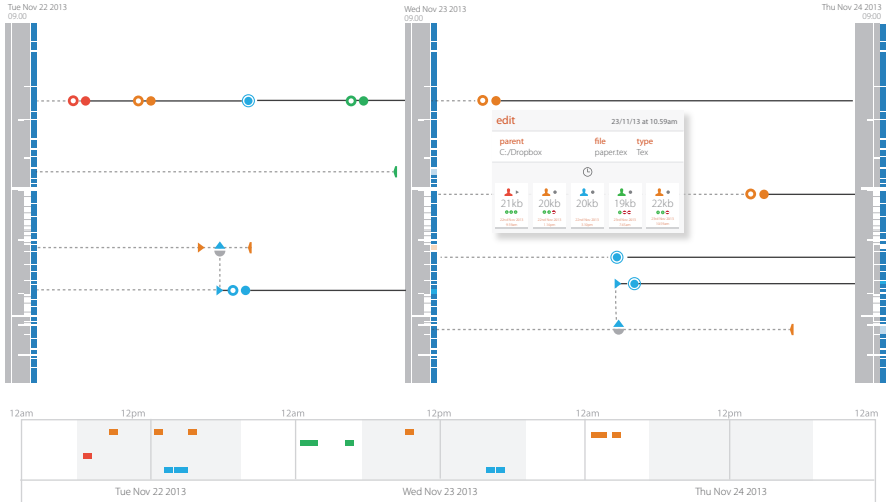 Tue Nov 22 2013
09.00
Wed Nov 23 2013
09.00
Thu Nov 24 2013
09:00
edit
23/11/13 at 10.59am
parent file type
C:/Dropbox paper.tex Tex
21kb 20kb 20kb 19kb 22kb
12am 12pm 12am 12pm 12am 12pm 12am
Tue Nov 22 2013 Wed Nov 23 2013 Thu Nov 24 2013